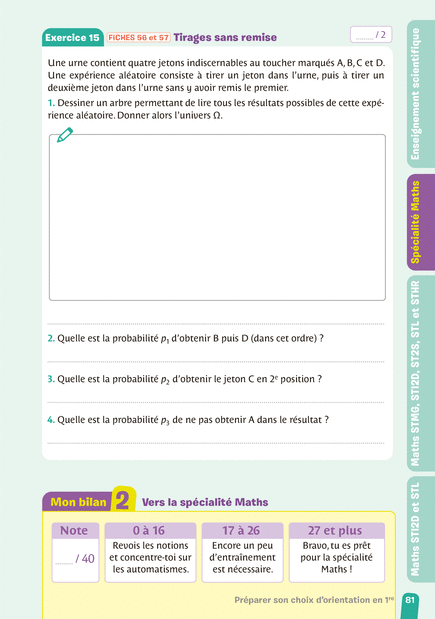 Exercice 15 FICHES 56 et 57 Tirages sans remise
........ / 2
Une urne contient quatre jetons indiscernables au toucher marqués A, B, C et D.
Une expérience aléatoire consiste à tirer un jeton dans l'urne, puis à tirer un
deuxième jeton dans l'urne sans y avoir remis le premier.
1. Dessiner un arbre permettant de lire tous les résultats possibles de cette expé-
rience aléatoire. Donner alors l'univers Ω.
2. Quelle est la probabilité p₁ d'obtenir B puis D (dans cet ordre) ?
3. Quelle est la probabilité p₂ d'obtenir le jeton C en 2ᵉ position ?
4. Quelle est la probabilité p₃ de ne pas obtenir A dans le résultat ?
Mon bilan 2 Vers la spécialité Maths
Note
........ / 40
0 à 16
Revois les notions
et concentre-toi sur
les automatismes.
17 à 26
Encore un peu
d'entraînement
est nécessaire.
27 et plus
Bravo, tu es prêt
pour la spécialité
Maths !
Préparer son choix d'orientation en 1ʳᵉ
81
Enseignement scientifique
Spécialité Maths
Maths STMG, STI2D, ST2S, STL et STHR
Maths STI2D et STL